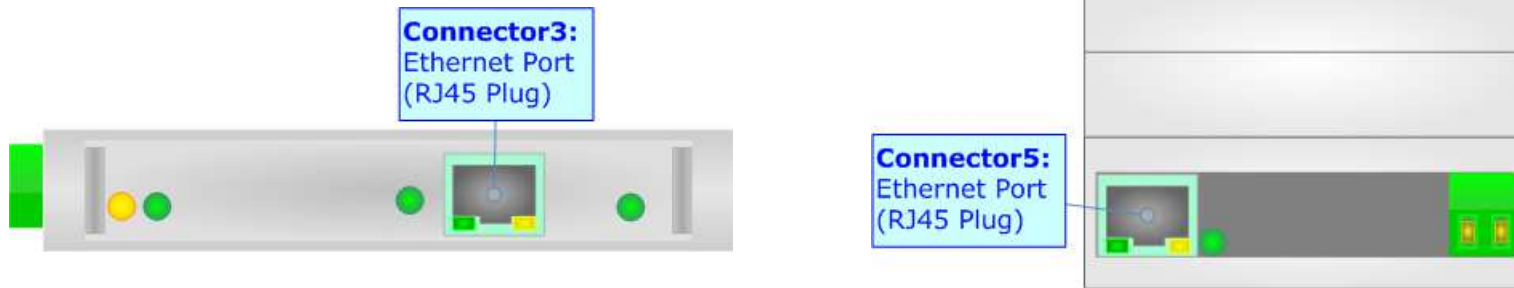 Connector3:
Ethernet Port
(RJ45 Plug)
Connector5:
Ethernet Port
(RJ45 Plug)